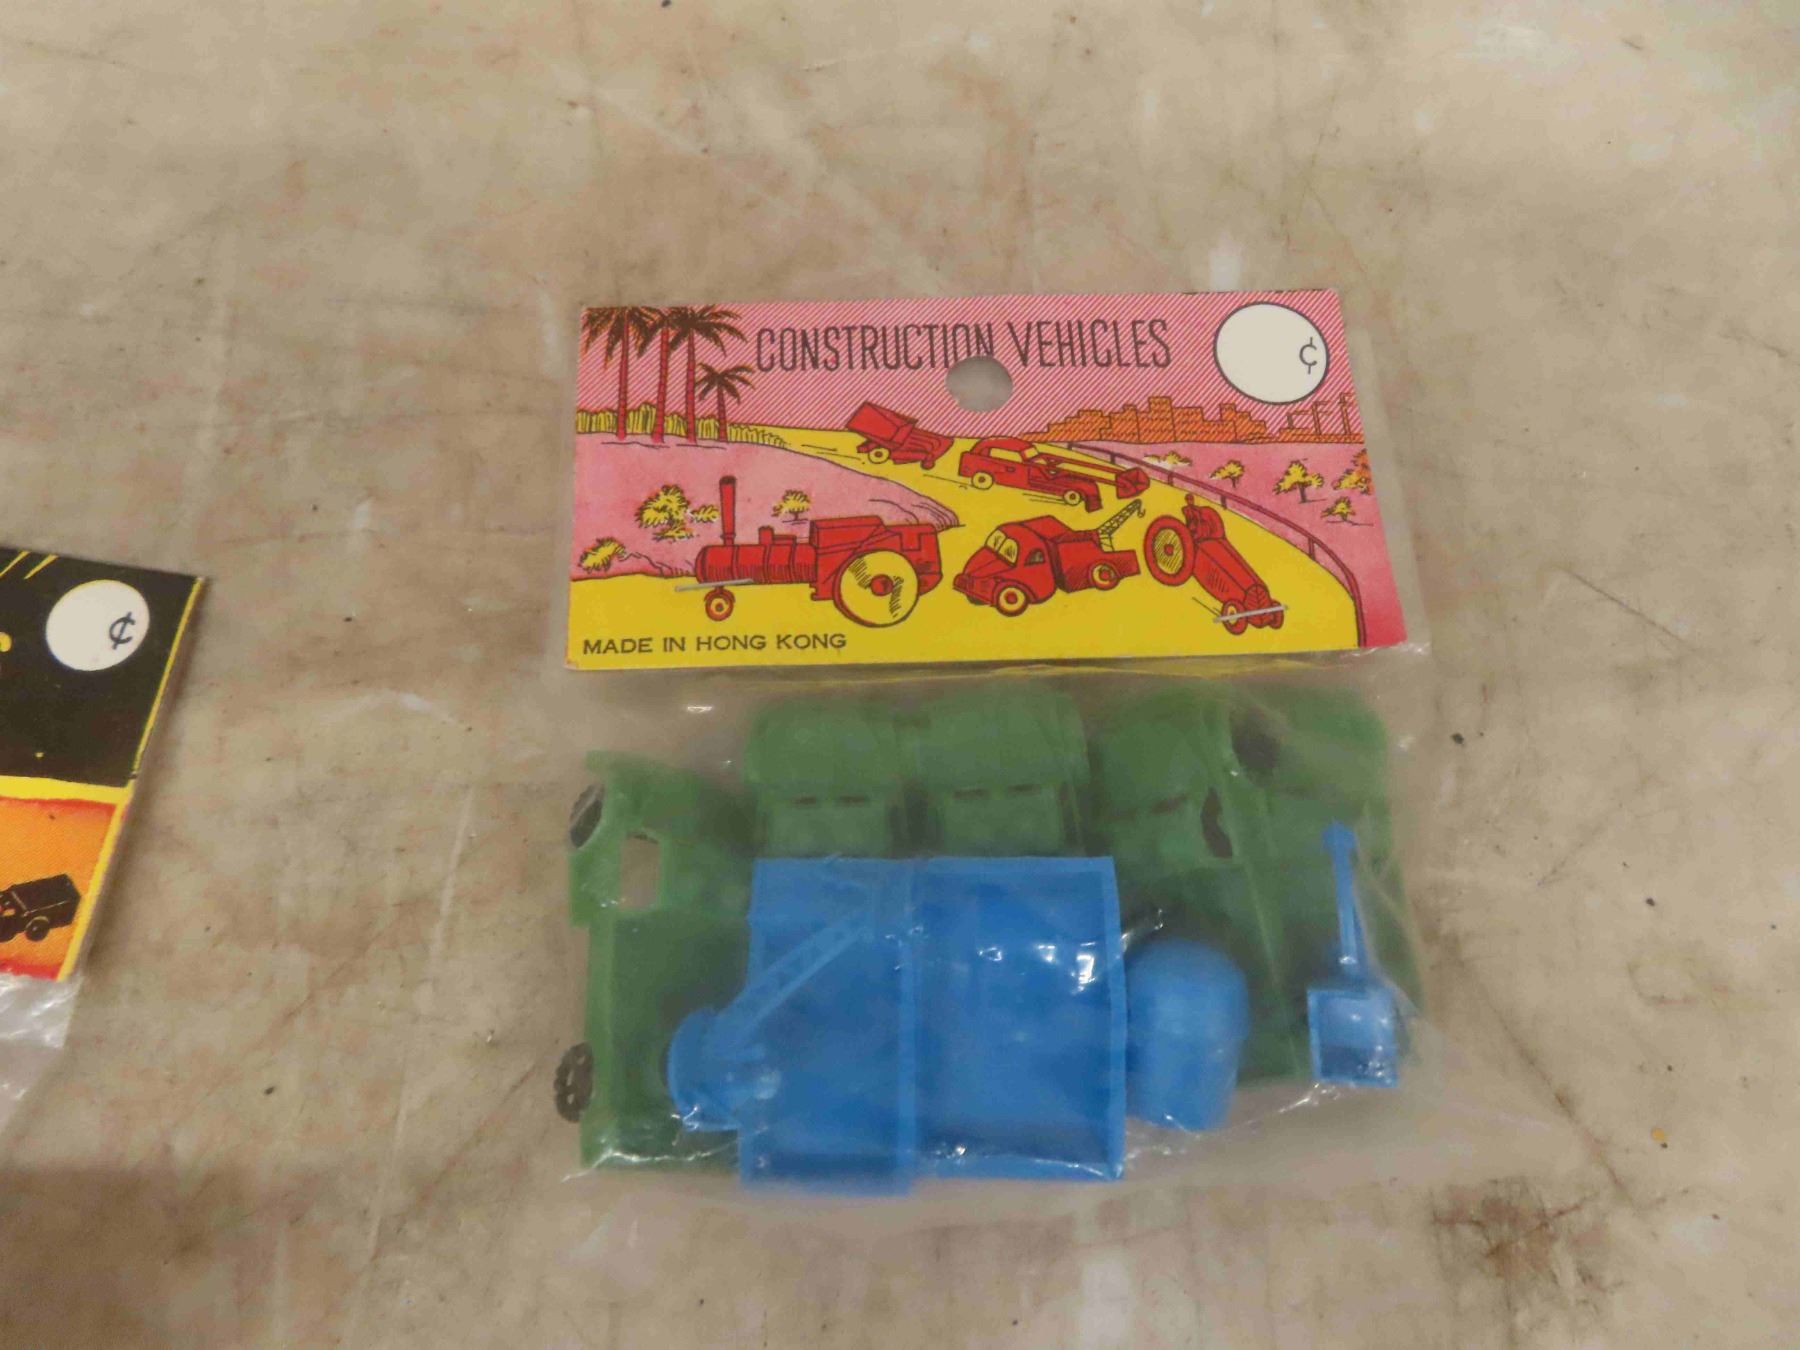 CONSTRUCTION VEHICLES
¢
MADE IN HONG KONG
¢